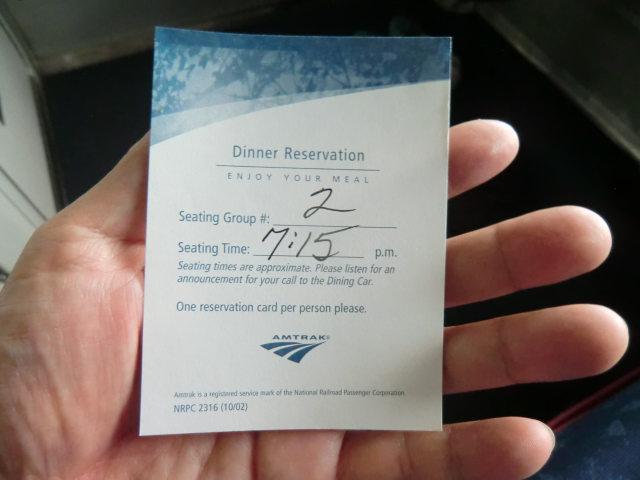 Dinner Reservation
ENJOY YOUR MEAL
Seating Group #: 2
Seating Time: 7:15 p.m.
Seating times are approximate. Please listen for an
announcement for your call to the Dining Car.
One reservation card per person please.
AMTRAK®
Amtrak is a registered service mark of the National Railroad Passenger Corporation.
NRPC 2316 (10/02)